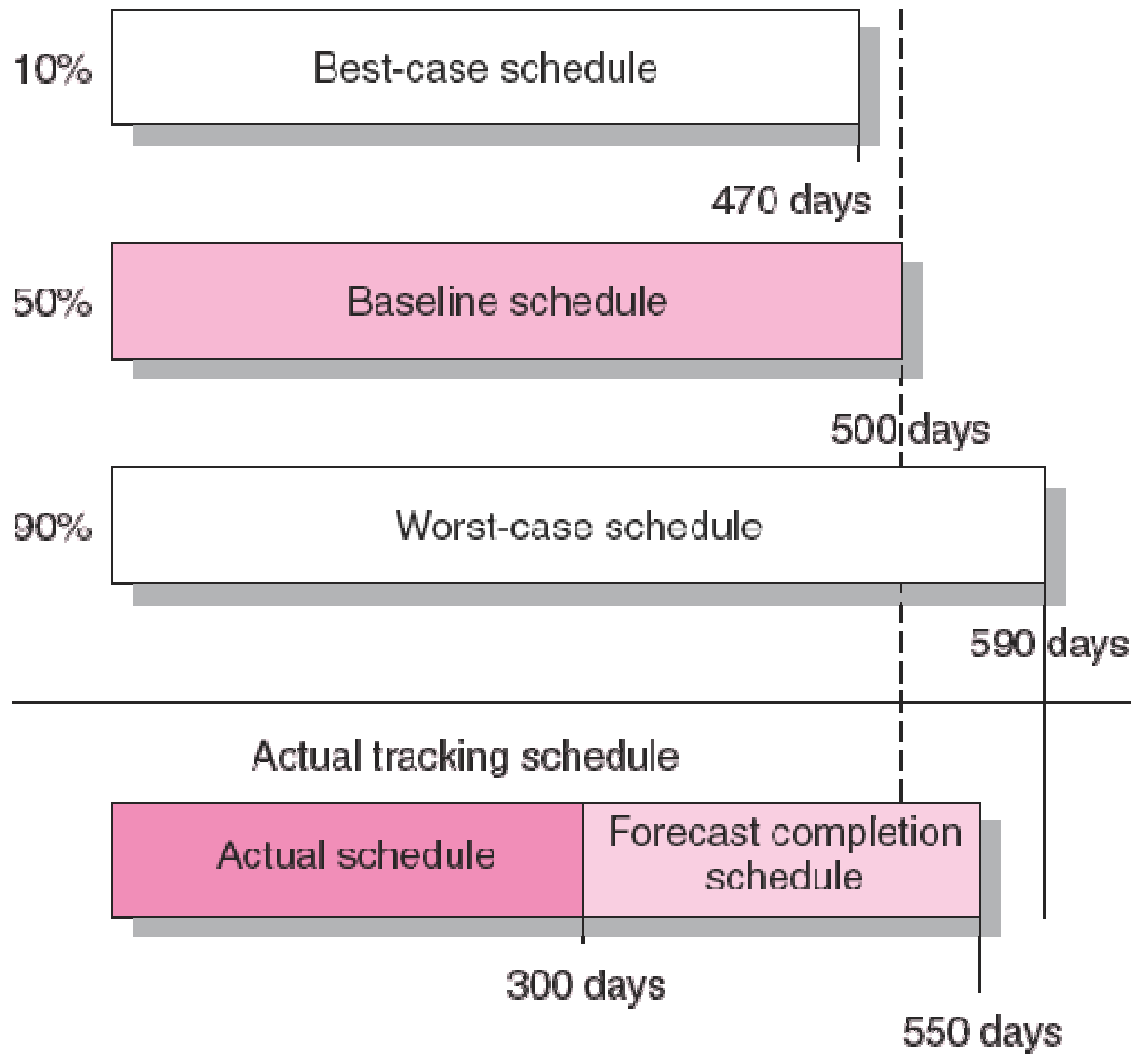 10%
Best-case schedule
470 days
50%
Baseline schedule
500 days
90%
Worst-case schedule
590 days
Actual tracking schedule
Actual schedule
Forecast completion
schedule
300 days
550 days